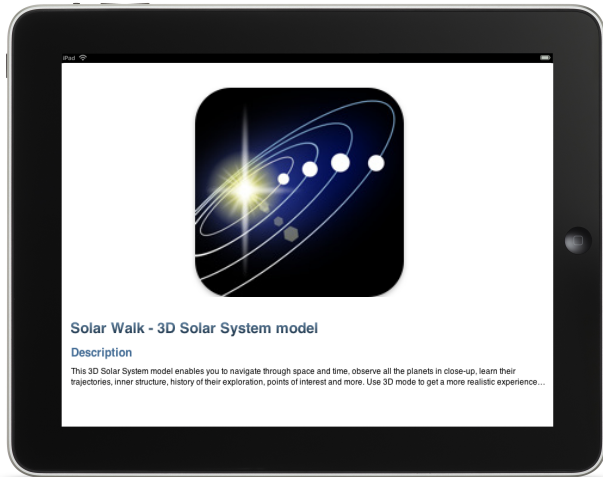 iPad
Solar Walk - 3D Solar System model
Description
This 3D Solar System model enables you to navigate through space and time, observe all the planets in close-up, learn their
trajectories, inner structure, history of their exploration, points of interest and more. Use 3D mode to get a more realistic experience…